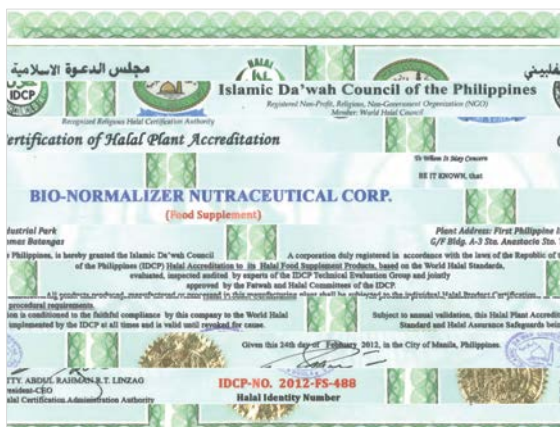 مجلس الدعوة الاسلامية
IDCP
HALAL
Islamic Da'wah Council of the Philippines
Registered Non-Profit, Religious, Non-Government Organization (NGO)
Member: World Halal Council
Recognized Religious Halal Certification Authority
ertification of Halal Plant Accreditation
To Whom It May Concern
BE IT KNOWN, that
BIO-NORMALIZER NUTRACEUTICAL CORP.
(Food Supplement)
ndustrial Park
Plant Address: First Philippine I
omas Batangas
G/F Bldg. A-3 Sta. Anastacio Sto.
e Philippines, is hereby granted the Islamic Da'wah Council
A corporation duly registered in accordance with the laws of the Republic of t
of the Philippines (IDCP) Halal Accreditation to its Halal Food Supplement Products, based on the World Halal Standards,
evaluated, inspected audited by experts of the IDCP Technical Evaluation Group and jointly
approved by the Fatwah and Halal Committees of the IDCP.
procedural requirements.
ion is conditioned to the faithful compliance by this company to the World Halal
Subject to annual validation, this Halal Plant Accredit
implemented by the IDCP at all times and is valid until revoked for cause.
Standard and Halal Assurance Safeguards bein
Given this 24th day of February 2012, in the City of Manila, Philippines.
TTY. ABDUL RAHMAN R.T. LINZAG
IDCP-NO. 2012-FS-488
esident-CEO
Halal Identity Number
alal Certification Administration Authority